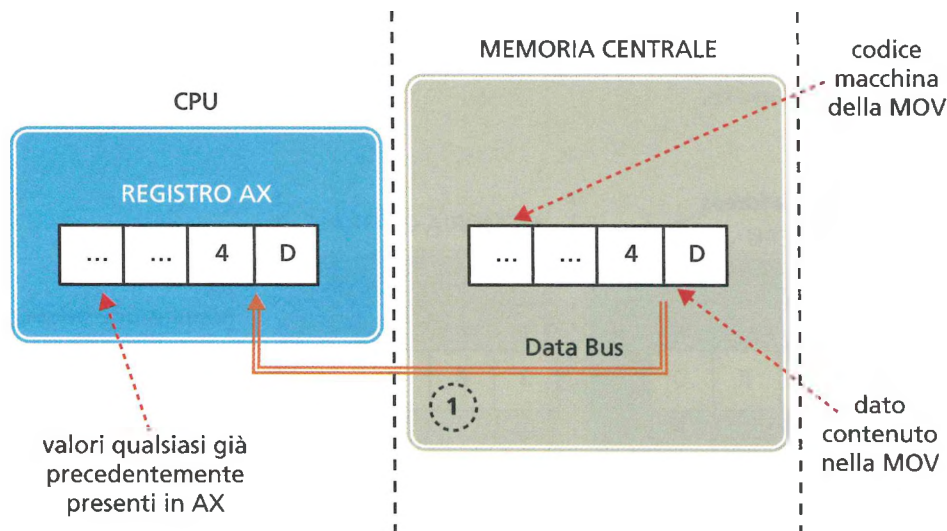 MEMORIA CENTRALE
codice
macchina
della MOV
CPU
REGISTRO AX
... ... 4 D
... ... 4 D
Data Bus
1
valori qualsiasi già
precedentemente
presenti in AX
dato
contenuto
nella MOV